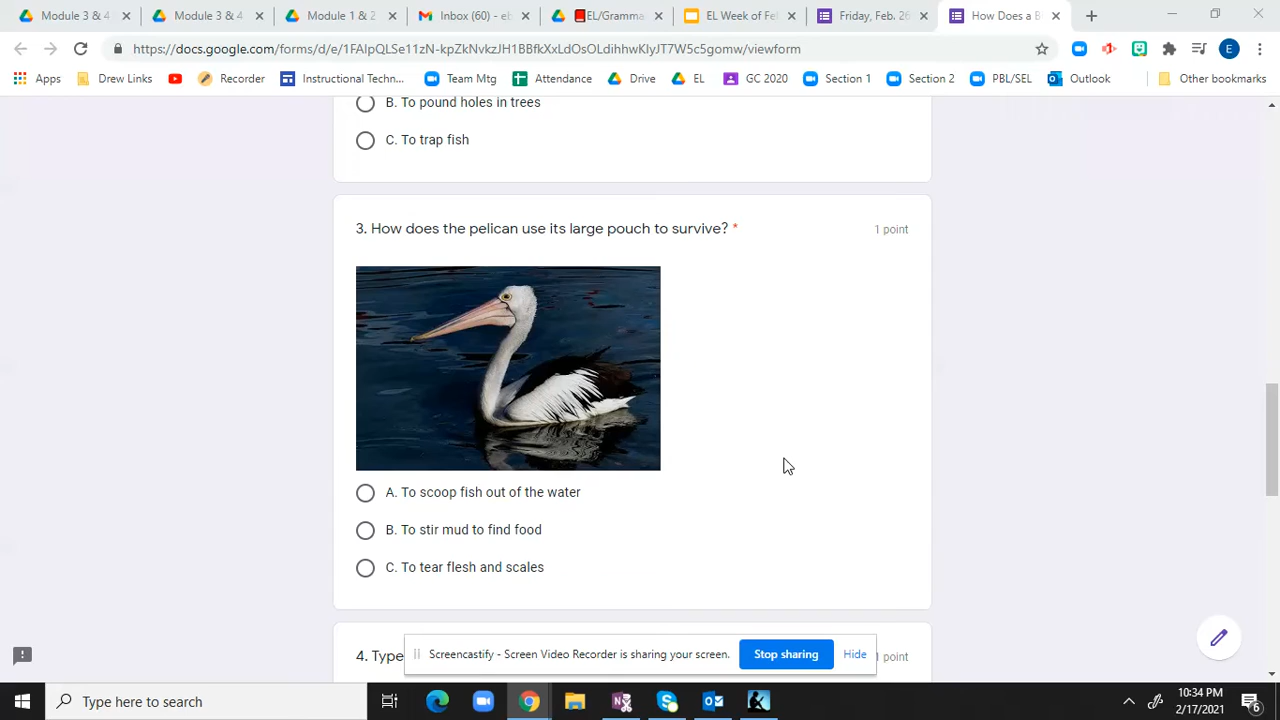 Module 3 & 4
Module 3 & 4
Module 1 & 2
Inbox (60) - el
EL/Gramma
EL Week of Fe
Friday, Feb. 26
How Does a B
https://docs.google.com/forms/d/e/1FAIpQLSe11zN-kpZkNvkzJH1BBfkXxLdOsOLdihhwKIyJT7W5c5gomw/viewform
E
Apps
Drew Links
Recorder
Instructional Techn...
Team Mtg
Attendance
Drive
EL
GC 2020
Section 1
Section 2
PBL/SEL
Outlook
Other bookmarks
B. To pound holes in trees
C. To trap fish
3. How does the pelican use its large pouch to survive? *
1 point
A. To scoop fish out of the water
B. To stir mud to find food
C. To tear flesh and scales
4. Type
Screencastify - Screen Video Recorder is sharing your screen.
Stop sharing
Hide
point
Type here to search
10:34 PM
2/17/2021
6